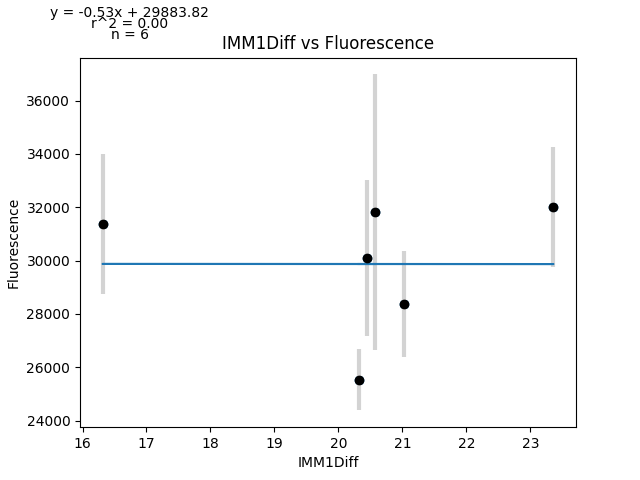 y = -0.53x + 29883.82
r^2 = 0.00
n = 6
IMM1Diff vs Fluorescence
Fluorescence
36000
34000
32000
30000
28000
26000
24000
16 17 18 19 20 21 22 23
IMM1Diff